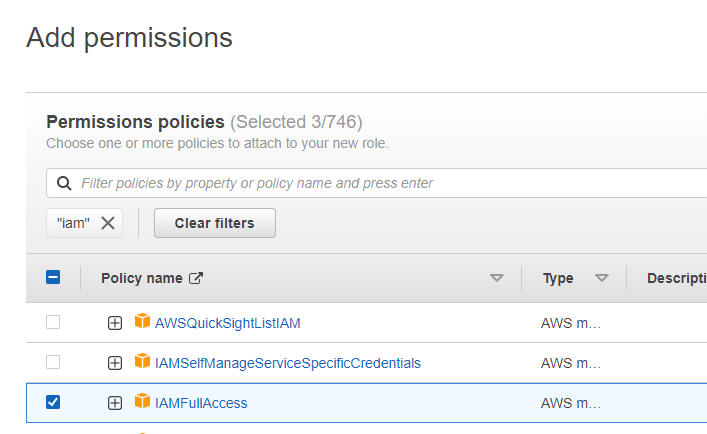 Add permissions
Permissions policies (Selected 3/746)
Choose one or more policies to attach to your new role.
Filter policies by property or policy name and press enter
"iam" Clear filters
Policy name Type Descripti
AWSQuickSightListIAM AWS m...
IAMSelfManageServiceSpecificCredentials AWS m...
IAMFullAccess AWS m...